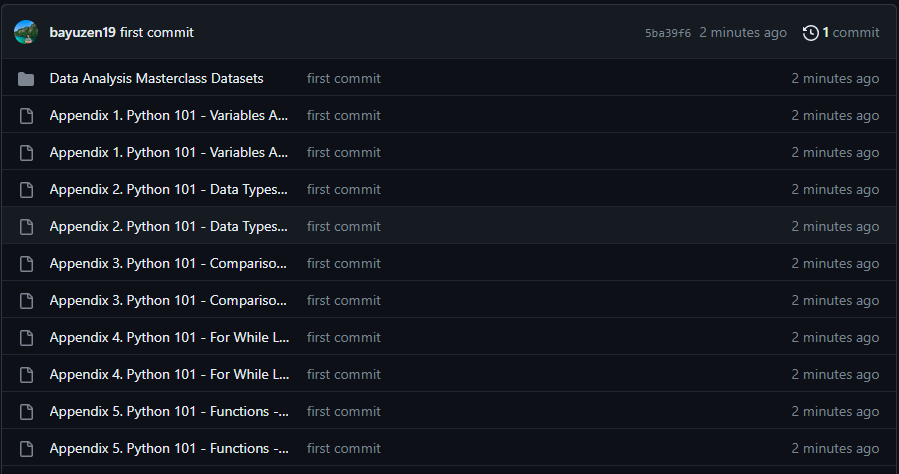 bayuzen19 first commit 5ba39f6 2 minutes ago 1 commit
Data Analysis Masterclass Datasets first commit 2 minutes ago
Appendix 1. Python 101 - Variables A... first commit 2 minutes ago
Appendix 1. Python 101 - Variables A... first commit 2 minutes ago
Appendix 2. Python 101 - Data Types... first commit 2 minutes ago
Appendix 2. Python 101 - Data Types... first commit 2 minutes ago
Appendix 3. Python 101 - Compariso... first commit 2 minutes ago
Appendix 3. Python 101 - Compariso... first commit 2 minutes ago
Appendix 4. Python 101 - For While L... first commit 2 minutes ago
Appendix 4. Python 101 - For While L... first commit 2 minutes ago
Appendix 5. Python 101 - Functions -... first commit 2 minutes ago
Appendix 5. Python 101 - Functions -... first commit 2 minutes ago